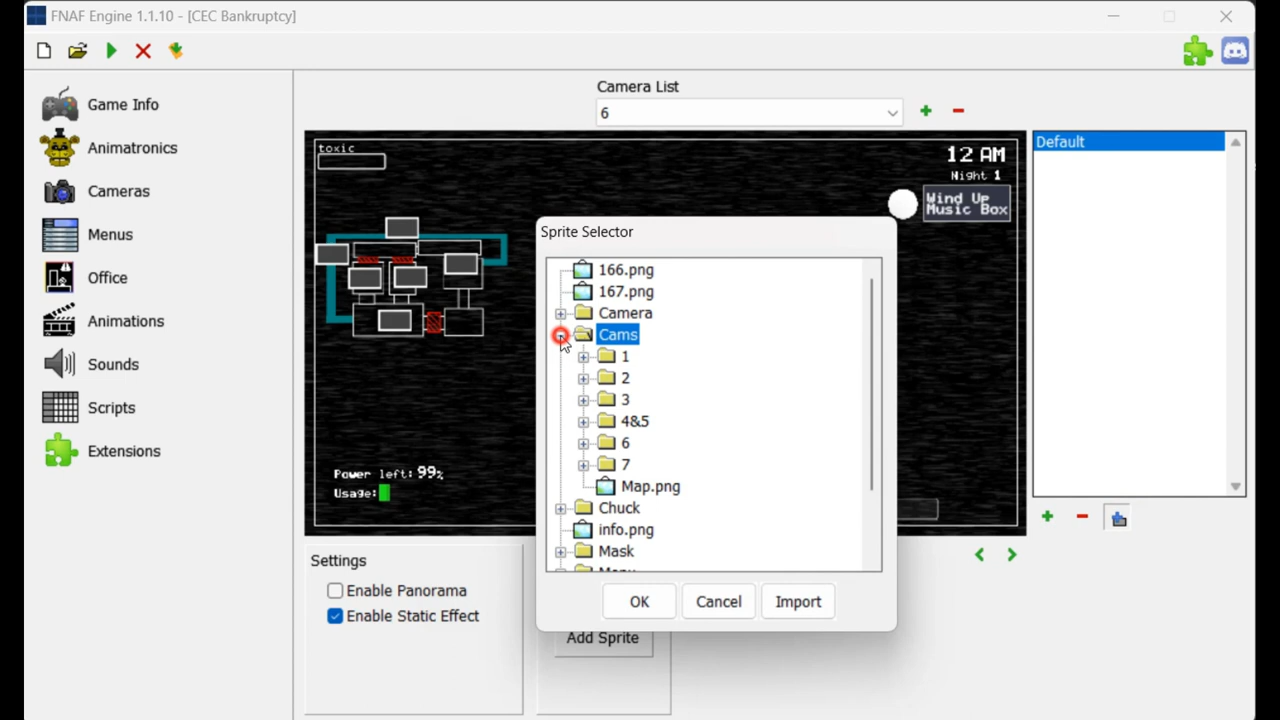 FNAF Engine 1.1.10 - [CEC Bankruptcy]
Game Info
Animatronics
Cameras
Menus
Office
Animations
Sounds
Scripts
Extensions
Camera List
6
toxic
12 AM
Night 1
Wind Up
Music Box
Power left: 99%
Usage:
Default
Sprite Selector
166.png
167.png
Camera
Cams
1
2
3
4&5
6
7
Map.png
Chuck
info.png
Mask
OK
Cancel
Import
Settings
Enable Panorama
Enable Static Effect
Add Sprite